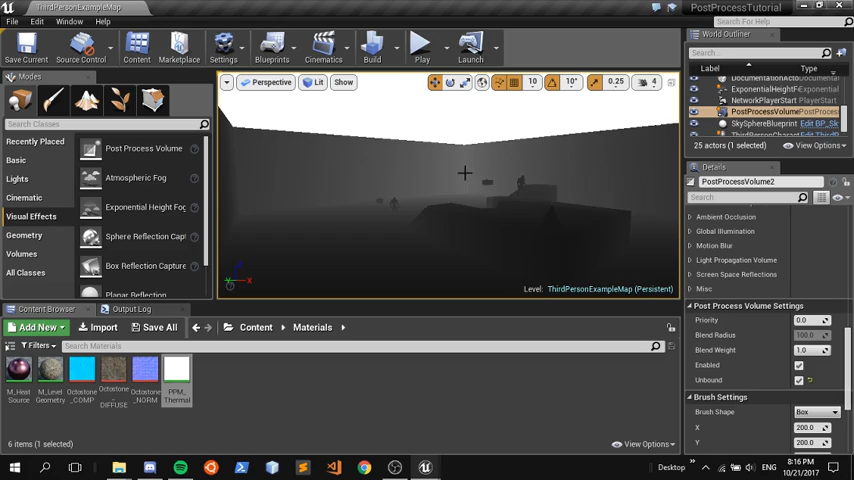 ThirdPersonExampleMap
PostProcessTutorial
File Edit Window Help
Search For Help
Save Current Source Control Content Marketplace Settings Blueprints Cinematics Build Play Launch
Modes
Search Classes
Recently Placed
Basic
Lights
Cinematic
Visual Effects
Geometry
Volumes
All Classes
Post Process Volume
Atmospheric Fog
Exponential Height Fog
Sphere Reflection Capt
Box Reflection Capture
Planar Reflection
Perspective Lit Show 10 10° 0.25 4
Level: ThirdPersonExampleMap (Persistent)
World Outliner
Search...
Label Type
DocumentationActo
ExponentialHeightF Exponential
NetworkPlayerStart PlayerStart
PostProcessVolume PostProces
SkySphereBlueprint Edit BP_Sk
ThirdPersonCharact Edit ThirdP
25 actors (1 selected) View Options
Details
PostProcessVolume2
Search
Ambient Occlusion
Global Illumination
Motion Blur
Light Propagation Volume
Screen Space Reflections
Misc
Post Process Volume Settings
Priority 0.0
Blend Radius 100.0
Blend Weight 1.0
Enabled
Unbound
Brush Settings
Brush Shape Box
X 200.0
Y 200.0
Content Browser Output Log
Add New Import Save All Content Materials
Filters Search Materials
M_Heat Source
M_Level Geometry
Octostone _COMP
Octostone _DIFFUSE
Octostone _NORM
PPM_ Thermal
6 items (1 selected) View Options
Desktop ENG 8:16 PM
10/21/2017